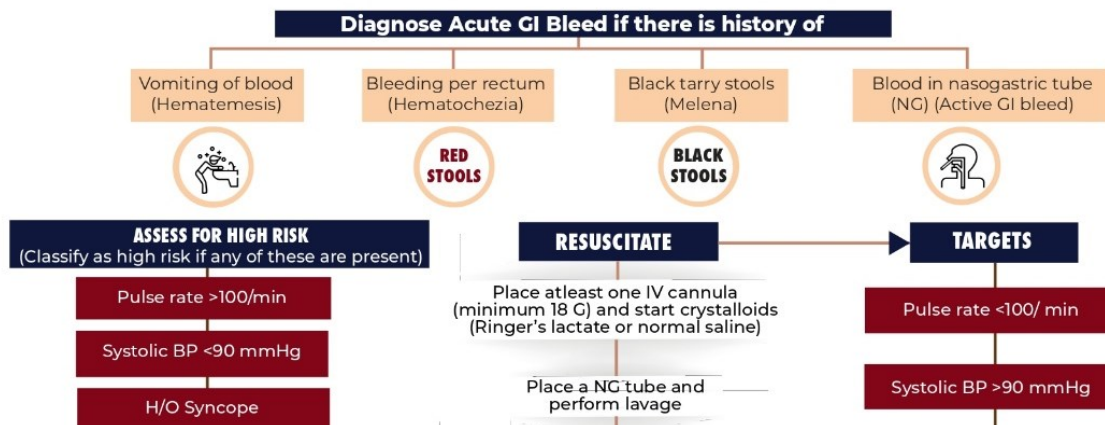 Diagnose Acute GI Bleed if there is history of
Vomiting of blood
(Hematemesis)
Bleeding per rectum
(Hematochezia)
Black tarry stools
(Melena)
Blood in nasogastric tube
(NG) (Active GI bleed)
RED
STOOLS
BLACK
STOOLS
ASSESS FOR HIGH RISK
(Classify as high risk if any of these are present)
Pulse rate >100/min
Systolic BP <90 mmHg
H/O Syncope
RESUSCITATE
Place atleast one IV cannula
(minimum 18 G) and start crystalloids
(Ringer's lactate or normal saline)
Place a NG tube and
perform lavage
TARGETS
Pulse rate <100/ min
Systolic BP >90 mmHg